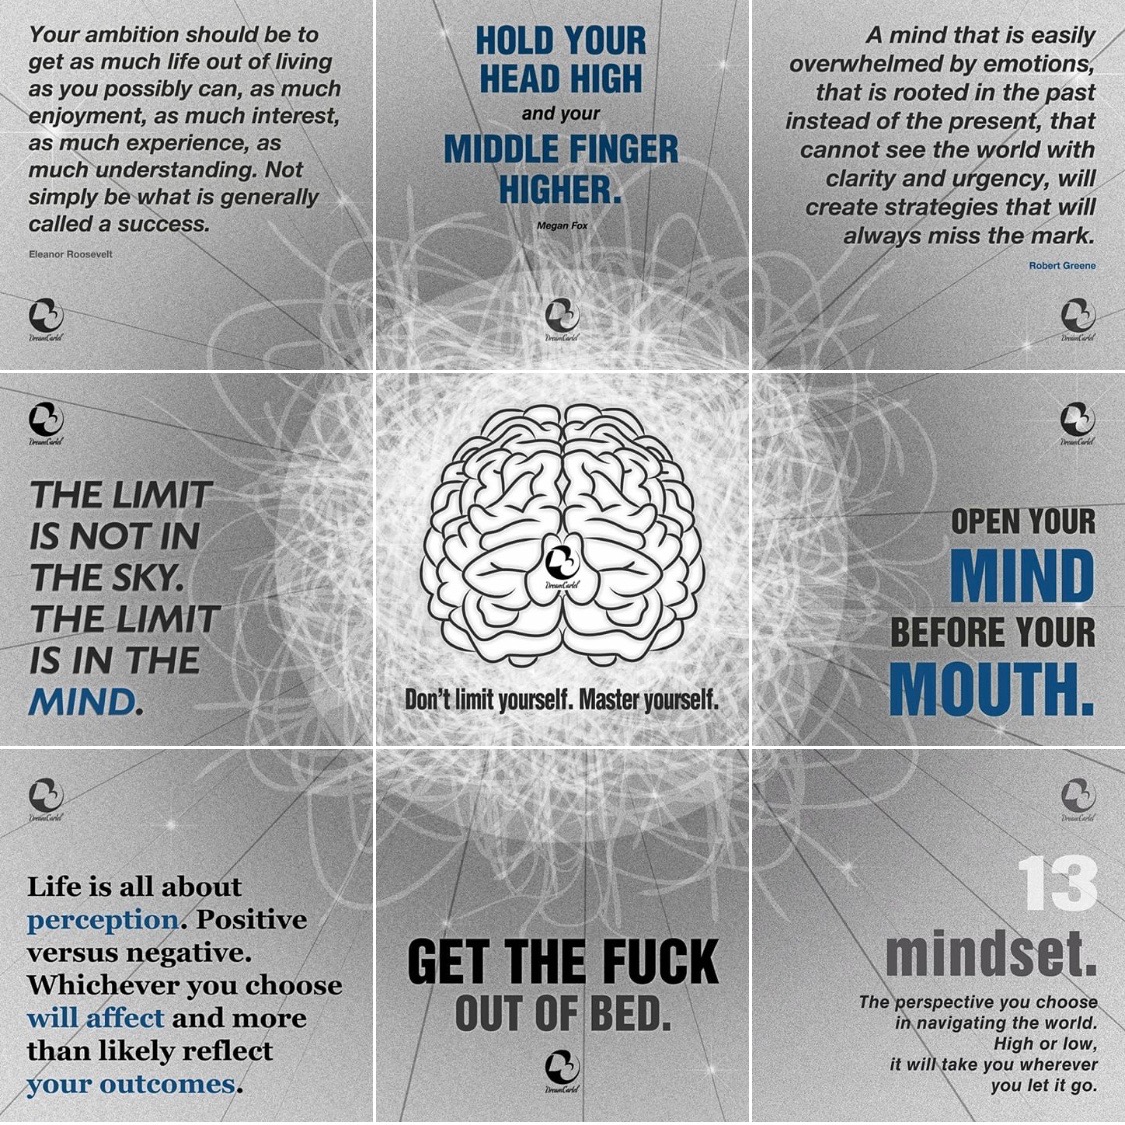 Your ambition should be to
get as much life out of living
as you possibly can, as much
enjoyment, as much interest,
as much experience, as
much understanding. Not
simply be what is generally
called a success.
Eleanor Roosevelt
DreamCartel
HOLD YOUR
HEAD HIGH
and your
MIDDLE FINGER
HIGHER.
Megan Fox
DreamCartel
A mind that is easily
overwhelmed by emotions,
that is rooted in the past
instead of the present, that
cannot see the world with
clarity and urgency, will
create strategies that will
always miss the mark.
Robert Greene
DreamCartel
DreamCartel
THE LIMIT
IS NOT IN
THE SKY.
THE LIMIT
IS IN THE
MIND.
DreamCartel
Don't limit yourself. Master yourself.
DreamCartel
OPEN YOUR
MIND
BEFORE YOUR
MOUTH.
DreamCartel
Life is all about
perception. Positive
versus negative.
Whichever you choose
will affect and more
than likely reflect
your outcomes.
GET THE FUCK
OUT OF BED.
DreamCartel
DreamCartel
13
mindset.
The perspective you choose
in navigating the world.
High or low,
it will take you wherever
you let it go.